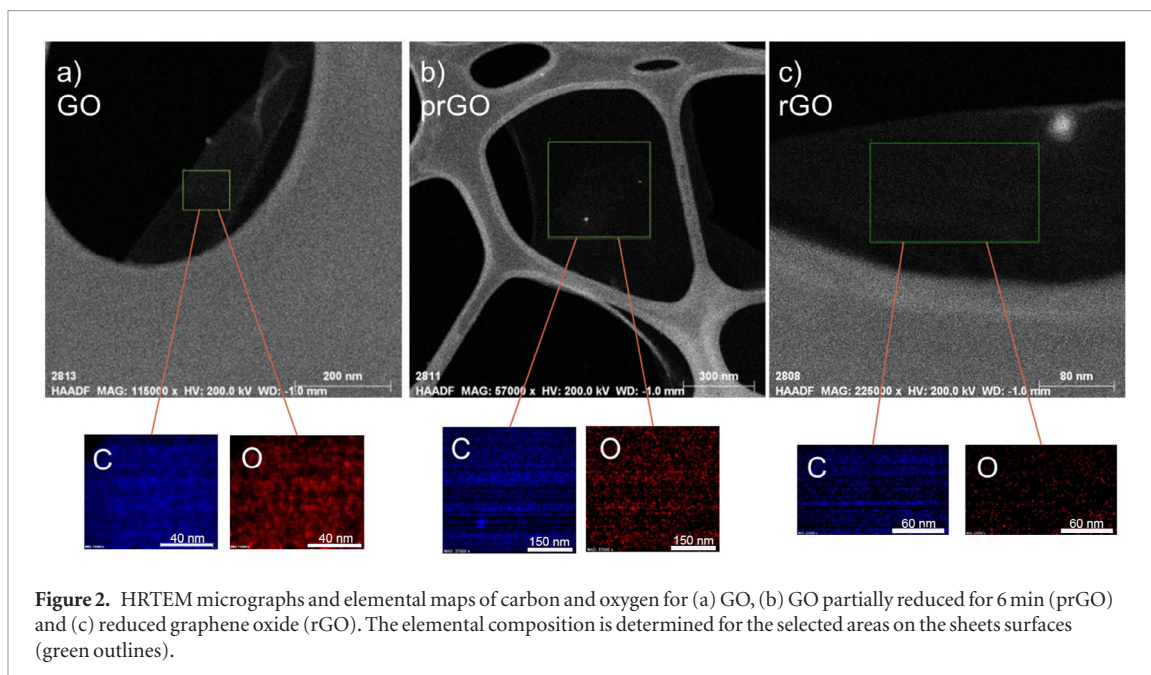 a)
GO
2813
HAADF MAG: 115000 x HV: 200.0 kV WD: -1.0 mm
200 nm
b)
prGO
2811
HAADF MAG: 57000 x HV: 200.0 kV WD: -1.0 mm
300 nm
c)
rGO
2808
HAADF MAG: 225000 x HV: 200.0 kV WD: -1.0 mm
80 nm
C
40 nm
O
40 nm
C
150 nm
O
150 nm
C
60 nm
O
60 nm
Figure 2. HRTEM micrographs and elemental maps of carbon and oxygen for (a) GO, (b) GO partially reduced for 6 min (prGO)
and (c) reduced graphene oxide (rGO). The elemental composition is determined for the selected areas on the sheets surfaces
(green outlines).